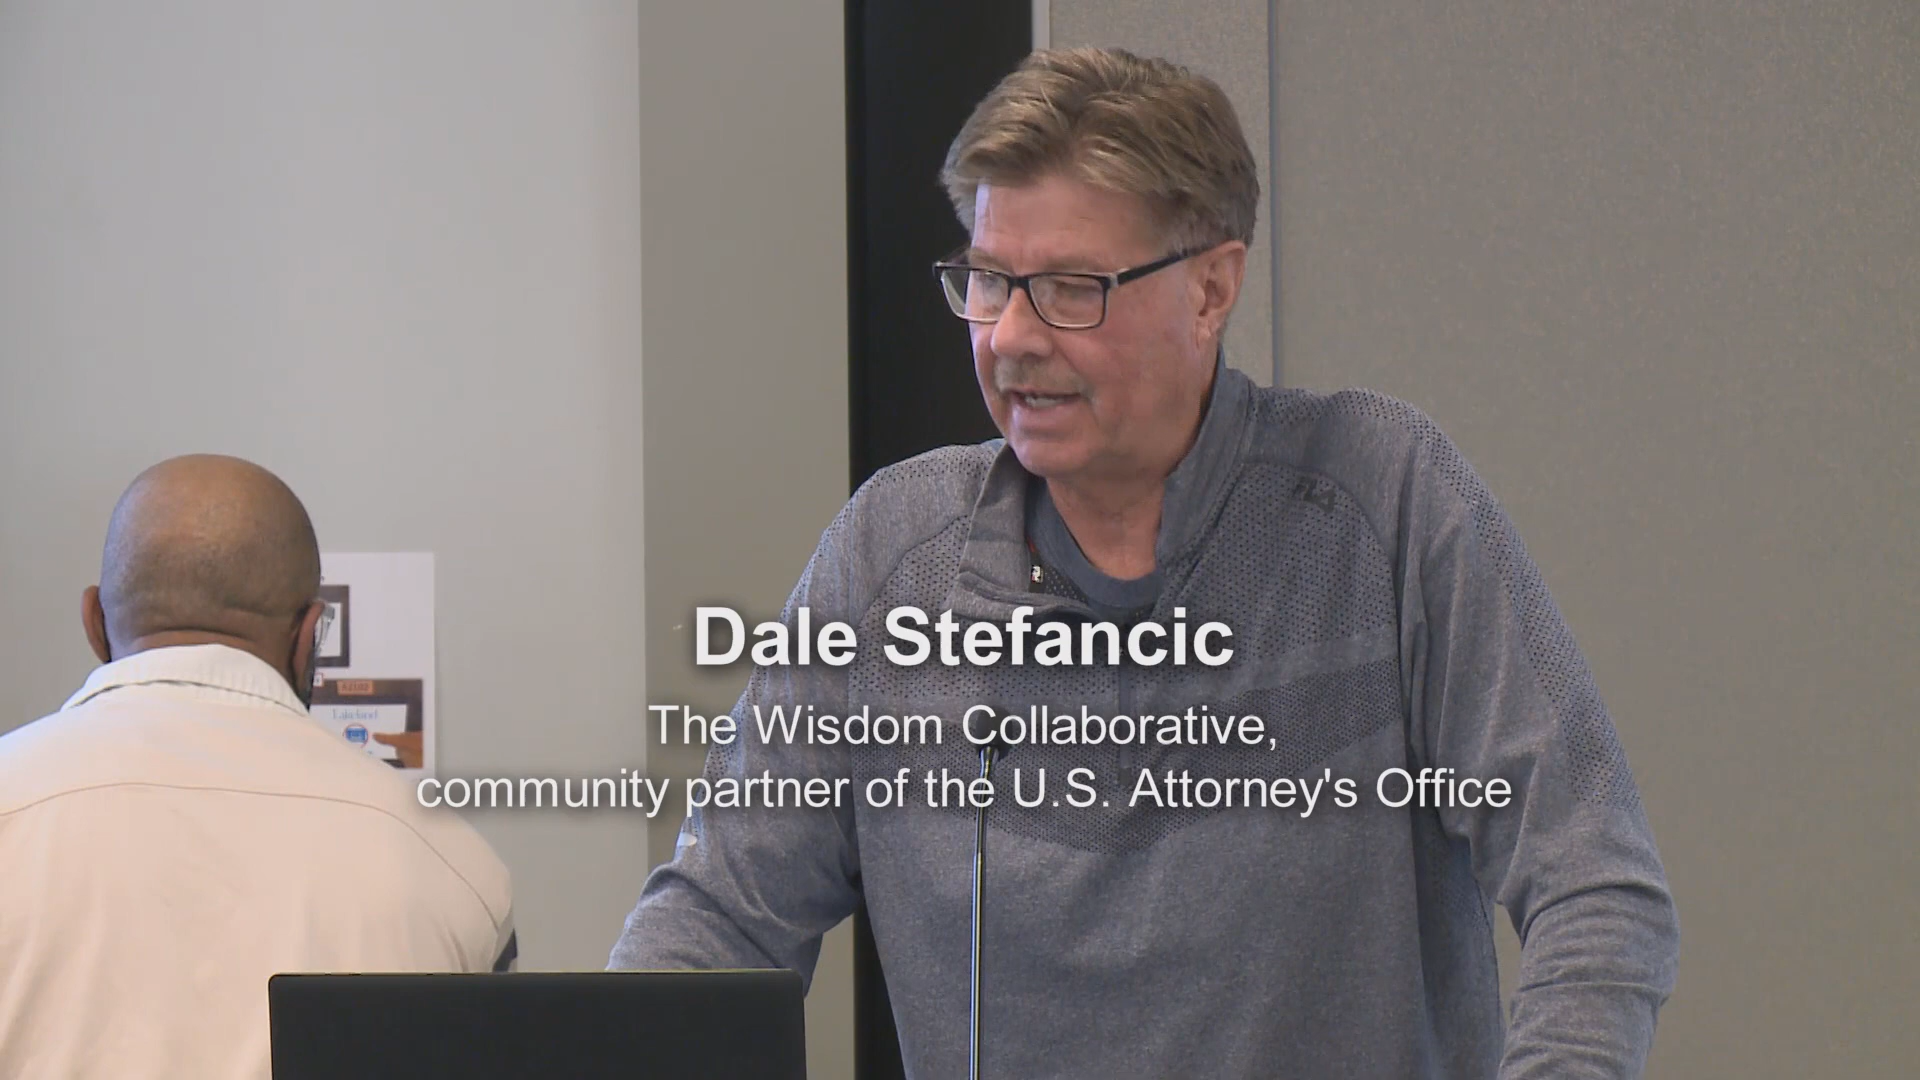 Dale Stefancic
The Wisdom Collaborative,
community partner of the U.S. Attorney's Office